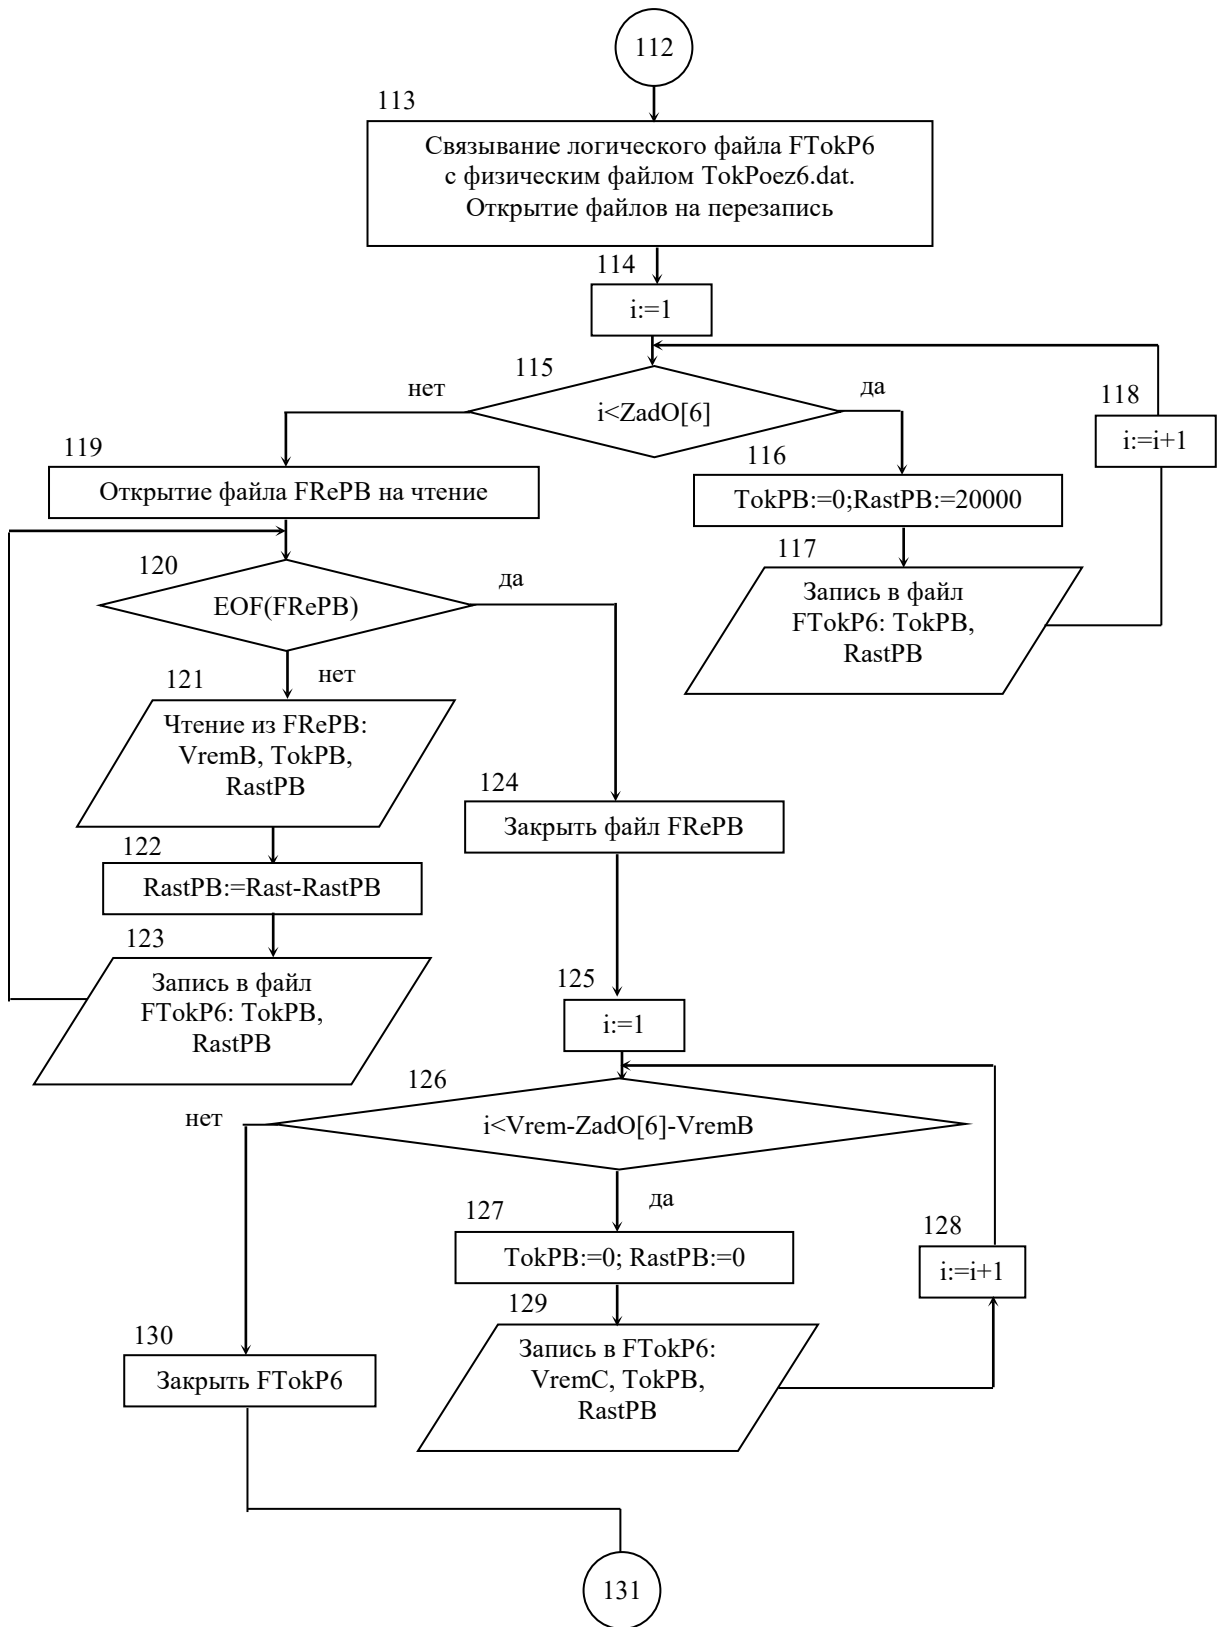 112
113
Связывание логического файла FTokP6
с физическим файлом TokPoez6.dat.
Открытие файлов на перезапись
114
i:=1
115
нет
да
i<ZadO[6]
118
i:=i+1
119
Открытие файла FRePB на чтение
116
TokPB:=0;RastPB:=20000
117
Запись в файл
FTokP6: TokPB,
RastPB
120
да
EOF(FRePB)
нет
121
Чтение из FRePB:
VremB, TokPB,
RastPB
124
Закрыть файл FRePB
122
RastPB:=Rast-RastPB
123
Запись в файл
FTokP6: TokPB,
RastPB
125
i:=1
126
нет
i<Vrem-ZadO[6]-VremB
да
127
TokPB:=0; RastPB:=0
128
i:=i+1
129
Запись в FTokP6:
VremC, TokPB,
RastPB
130
Закрыть FTokP6
131